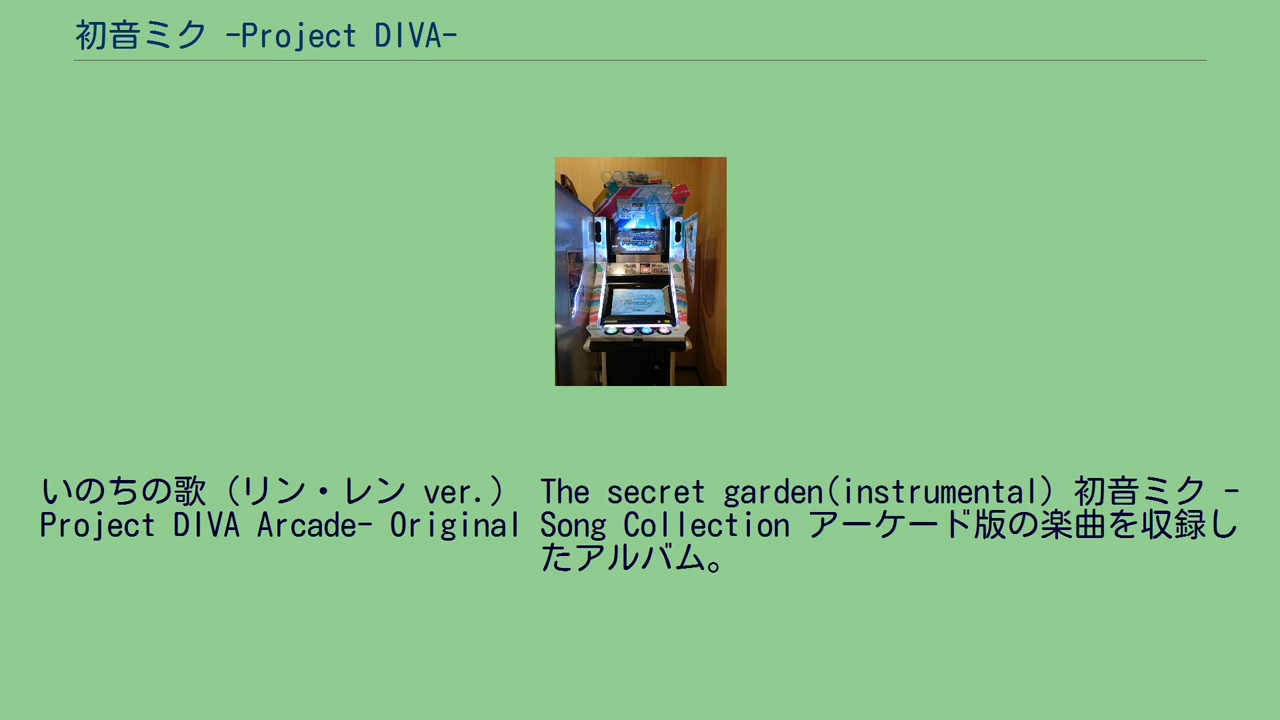 初音ミク -Project DIVA-
いのちの歌（リン・レン ver.） The secret garden(instrumental) 初音ミク -
Project DIVA Arcade- Original Song Collection アーケード版の楽曲を収録し
たアルバム。